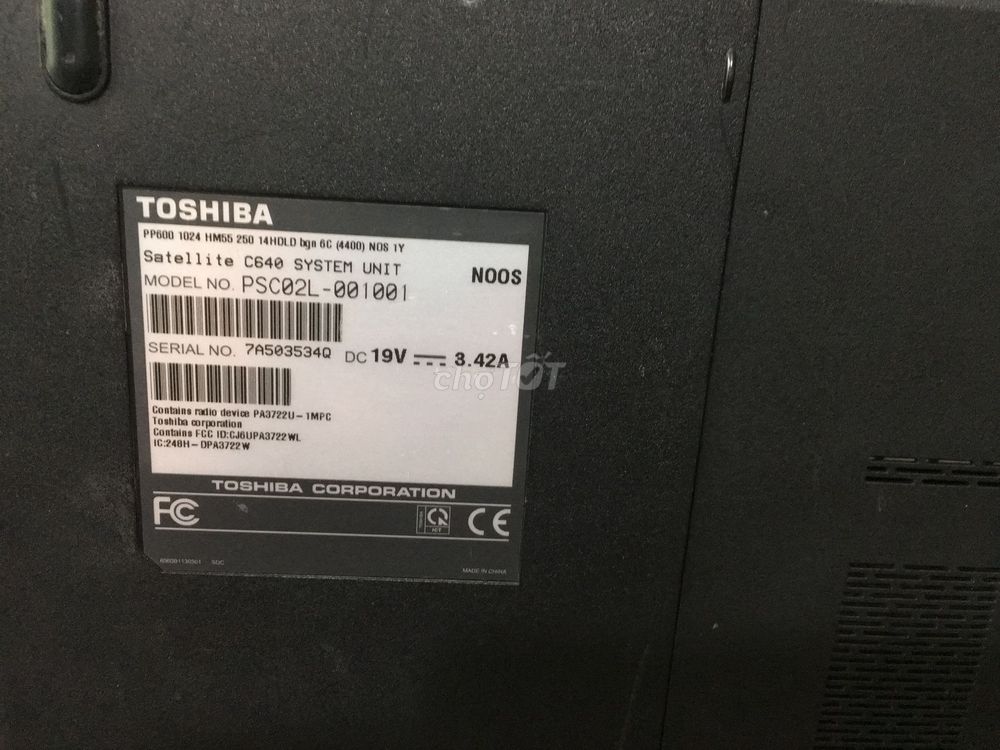 TOSHIBA
PP600 1024 HM55 250 14HDLD bgn 6C (4400) NOS 1Y
Satellite C640 SYSTEM UNIT NOOS
MODEL NO. PSC02L-001001
SERIAL NO. 7A503534Q DC 19V 3.42A
chợTỐT
Contains radio device PA3722U-1MPC
Toshiba corporation
Contains FCC ID:CJ6UPA3722WL
IC:248H-DPA3722W
TOSHIBA CORPORATION
FC ICT CE
SDC MADE IN CHINA